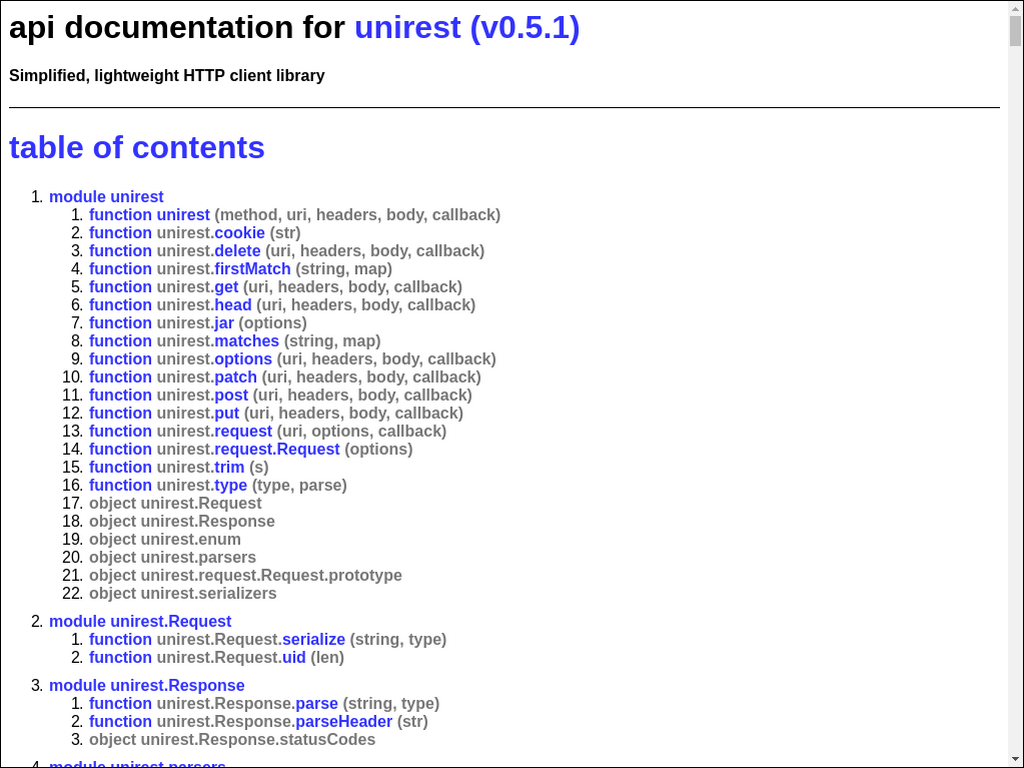 api documentation for unirest (v0.5.1)
Simplified, lightweight HTTP client library
table of contents
1. module unirest
1. function unirest (method, uri, headers, body, callback)
2. function unirest.cookie (str)
3. function unirest.delete (uri, headers, body, callback)
4. function unirest.firstMatch (string, map)
5. function unirest.get (uri, headers, body, callback)
6. function unirest.head (uri, headers, body, callback)
7. function unirest.jar (options)
8. function unirest.matches (string, map)
9. function unirest.options (uri, headers, body, callback)
10. function unirest.patch (uri, headers, body, callback)
11. function unirest.post (uri, headers, body, callback)
12. function unirest.put (uri, headers, body, callback)
13. function unirest.request (uri, options, callback)
14. function unirest.request.Request (options)
15. function unirest.trim (s)
16. function unirest.type (type, parse)
17. object unirest.Request
18. object unirest.Response
19. object unirest.enum
20. object unirest.parsers
21. object unirest.request.Request.prototype
22. object unirest.serializers
2. module unirest.Request
1. function unirest.Request.serialize (string, type)
2. function unirest.Request.uid (len)
3. module unirest.Response
1. function unirest.Response.parse (string, type)
2. function unirest.Response.parseHeader (str)
3. object unirest.Response.statusCodes
4. module unirest.parsers